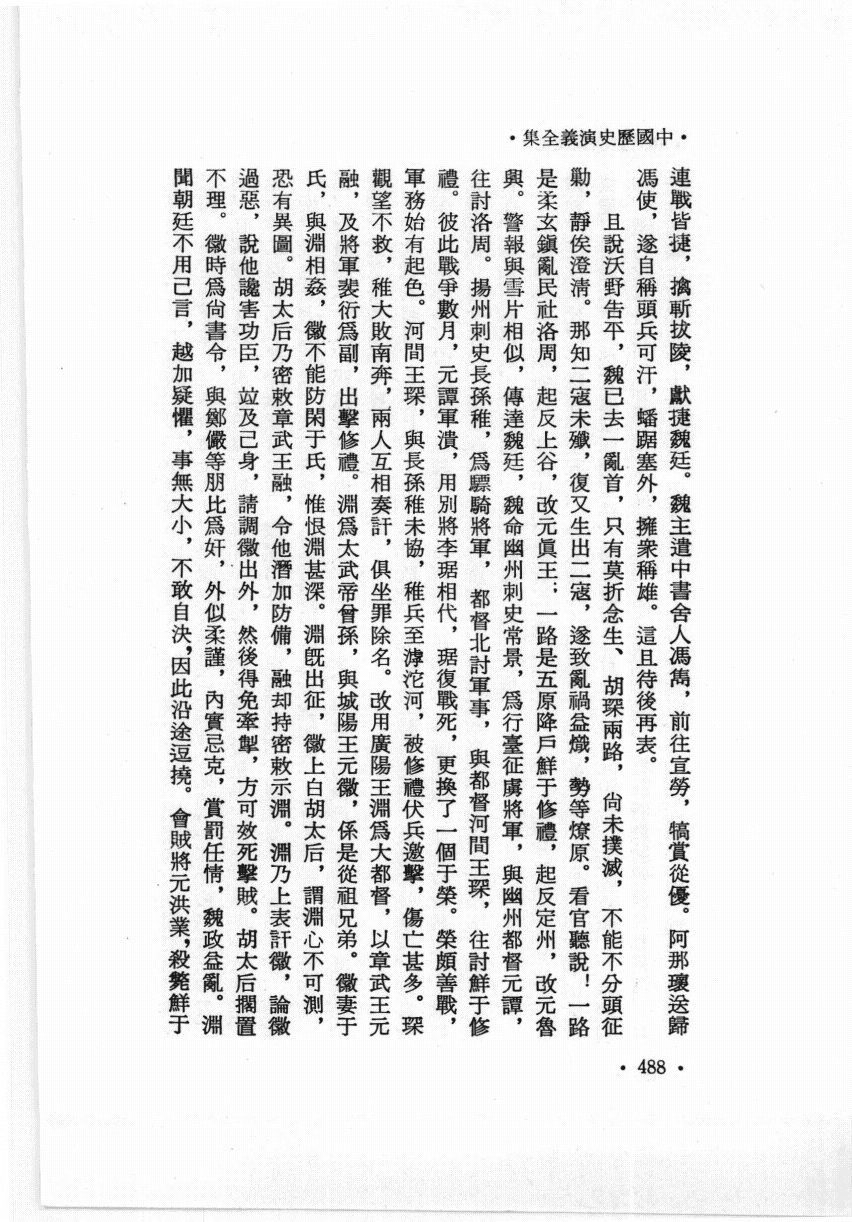 •中國歷史演義全集•
連戰皆捷，擒斬拔陵，獻捷魏廷。魏主遣中書舍人馮雋，前往宣勞，犒賞從優。阿那瓌送歸
馮使，遂自稱頭兵可汗，蟠踞塞外，擁衆稱雄。這且待後再表。
且說沃野吿平，魏已去一亂首，只有莫折念生、胡琛兩路，尙未撲滅，不能不分頭征
勦，靜俟澄清。那知二寇未殲，復又生出二寇，遂致亂禍益熾，勢等燎原。看官聽說！一路
是柔玄鎭亂民社洛周，起反上谷，改元眞王；一路是五原降戶鮮于修禮，起反定州，改元魯
興。警報與雪片相似，傳達魏廷，魏命幽州刺史常景，爲行臺征虜將軍，與幽州都督元譚，
往討洛周。揚州刺史長孫稚，爲驃騎將軍，都督北討軍事，與都督河間王琛，往討鮮于修
禮。彼此戰爭數月，元譚軍潰，用別將李琚相代，琚復戰死，更換了一個于榮。榮頗善戰，
軍務始有起色。河間王琛，與長孫稚未協，稚兵至滹沱河，被修禮伏兵邀擊，傷亡甚多。琛
觀望不救，稚大敗南奔，兩人互相奏訐，俱坐罪除名。改用廣陽王淵爲大都督，以章武王元
融，及將軍裴衍爲副，出擊修禮。淵爲太武帝曾孫，與城陽王元徽，係是從祖兄弟。徽妻于
氏，與淵相姦，徽不能防閑于氏，惟恨淵甚深。淵旣出征，徽上白胡太后，謂淵心不可測，
恐有異圖。胡太后乃密敕章武王融，令他潛加防備，融却持密敕示淵。淵乃上表訐徽，論徽
過惡，說他讒害功臣，竝及己身，請調徽出外，然後得免牽掣，方可效死擊賊。胡太后擱置
不理。徽時爲尙書令，與鄭儼等朋比爲奸，外似柔謹，內實忌克，賞罰任情，魏政益亂。淵
聞朝廷不用己言，越加疑懼，事無大小，不敢自決，因此沿途逗撓。會賊將元洪業，殺斃鮮于
•488•